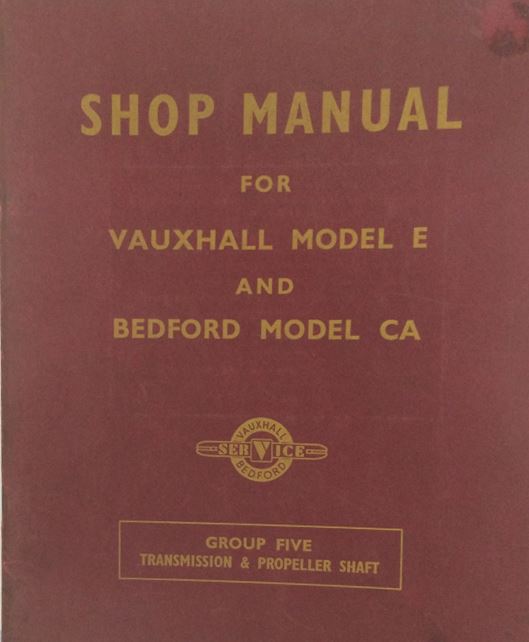 SHOP MANUAL
FOR
VAUXHALL MODEL E
AND
BEDFORD MODEL CA
VAUXHALL
SERVICE
BEDFORD
GROUP FIVE
TRANSMISSION & PROPELLER SHAFT